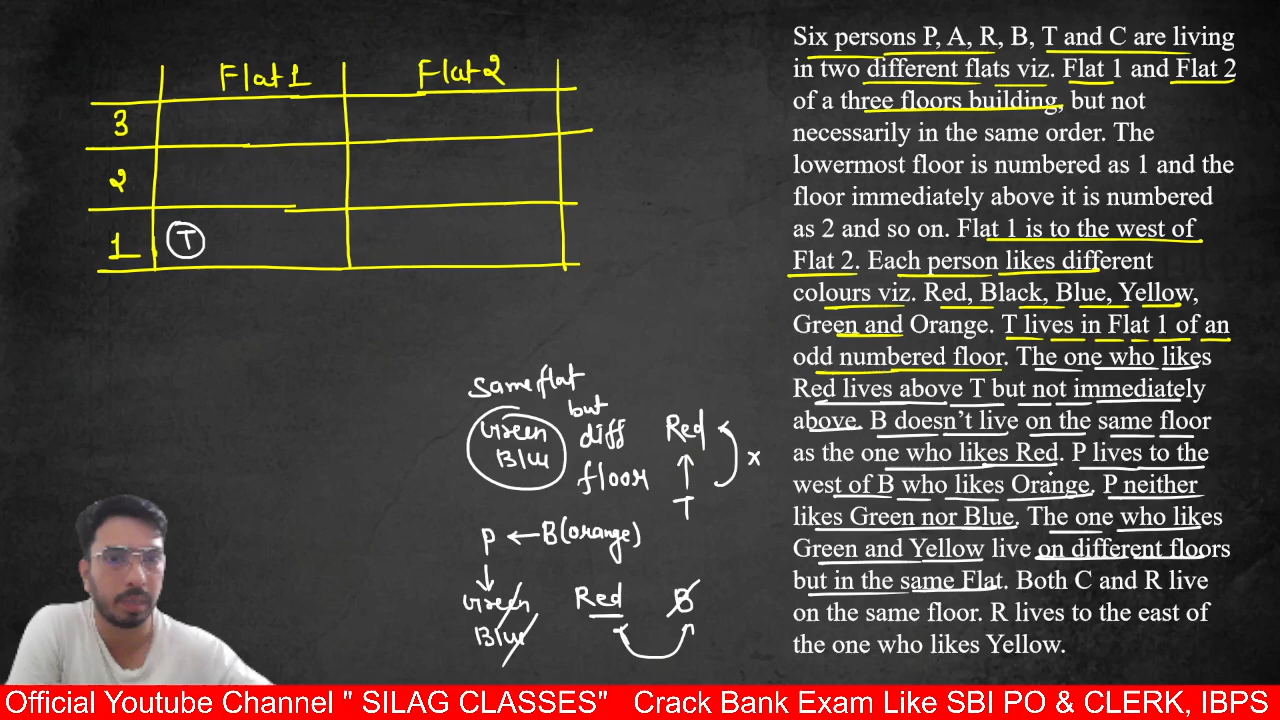 Flat 1 Flat 2
3
2
1 T
Same flat
but
Green diff Red
Blue floor x
T
P ← B (orange)
Green Red B
Blue
Six persons P, A, R, B, T and C are living
in two different flats viz. Flat 1 and Flat 2
of a three floors building, but not
necessarily in the same order. The
lowermost floor is numbered as 1 and the
floor immediately above it is numbered
as 2 and so on. Flat 1 is to the west of
Flat 2. Each person likes different
colours viz. Red, Black, Blue, Yellow,
Green and Orange. T lives in Flat 1 of an
odd numbered floor. The one who likes
Red lives above T but not immediately
above. B doesn't live on the same floor
as the one who likes Red. P lives to the
west of B who likes Orange. P neither
likes Green nor Blue. The one who likes
Green and Yellow live on different floors
but in the same Flat. Both C and R live
on the same floor. R lives to the east of
the one who likes Yellow.
Official Youtube Channel " SILAG CLASSES" Crack Bank Exam Like SBI PO & CLERK, IBPS